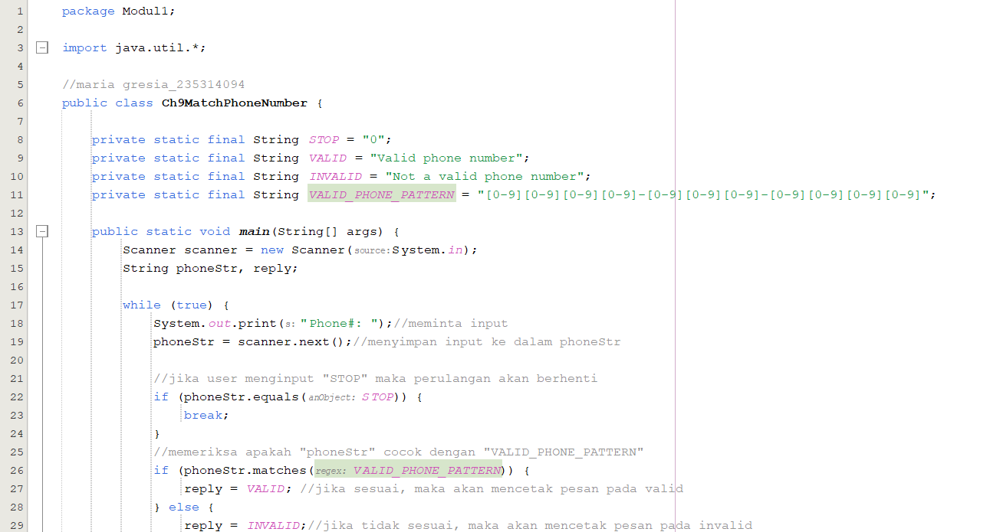 1 package Modul1;
2
3 import java.util.*;
4
5 //maria gresia_235314094
6 public class Ch9MatchPhoneNumber {
7
8 private static final String STOP = "0";
9 private static final String VALID = "Valid phone number";
10 private static final String INVALID = "Not a valid phone number";
11 private static final String VALID_PHONE_PATTERN = "[0-9][0-9][0-9][0-9]-[0-9][0-9][0-9]-[0-9][0-9][0-9][0-9]";
12
13 public static void main(String[] args) {
14 Scanner scanner = new Scanner(source:System.in);
15 String phoneStr, reply;
16
17 while (true) {
18 System.out.print(s:"Phone#: ");//meminta input
19 phoneStr = scanner.next();//menyimpan input ke dalam phoneStr
20
21 //jika user menginput "STOP" maka perulangan akan berhenti
22 if (phoneStr.equals(anObject: STOP)) {
23 break;
24 }
25 //memeriksa apakah "phoneStr" cocok dengan "VALID_PHONE_PATTERN"
26 if (phoneStr.matches(regex: VALID_PHONE_PATTERN)) {
27 reply = VALID; //jika sesuai, maka akan mencetak pesan pada valid
28 } else {
29 reply = INVALID;//jika tidak sesuai, maka akan mencetak pesan pada invalid